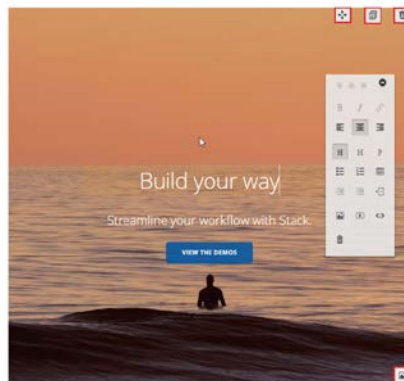 B I
H H P
Build your way
Streamline your workflow with Stack.
VIEW THE DEMOS